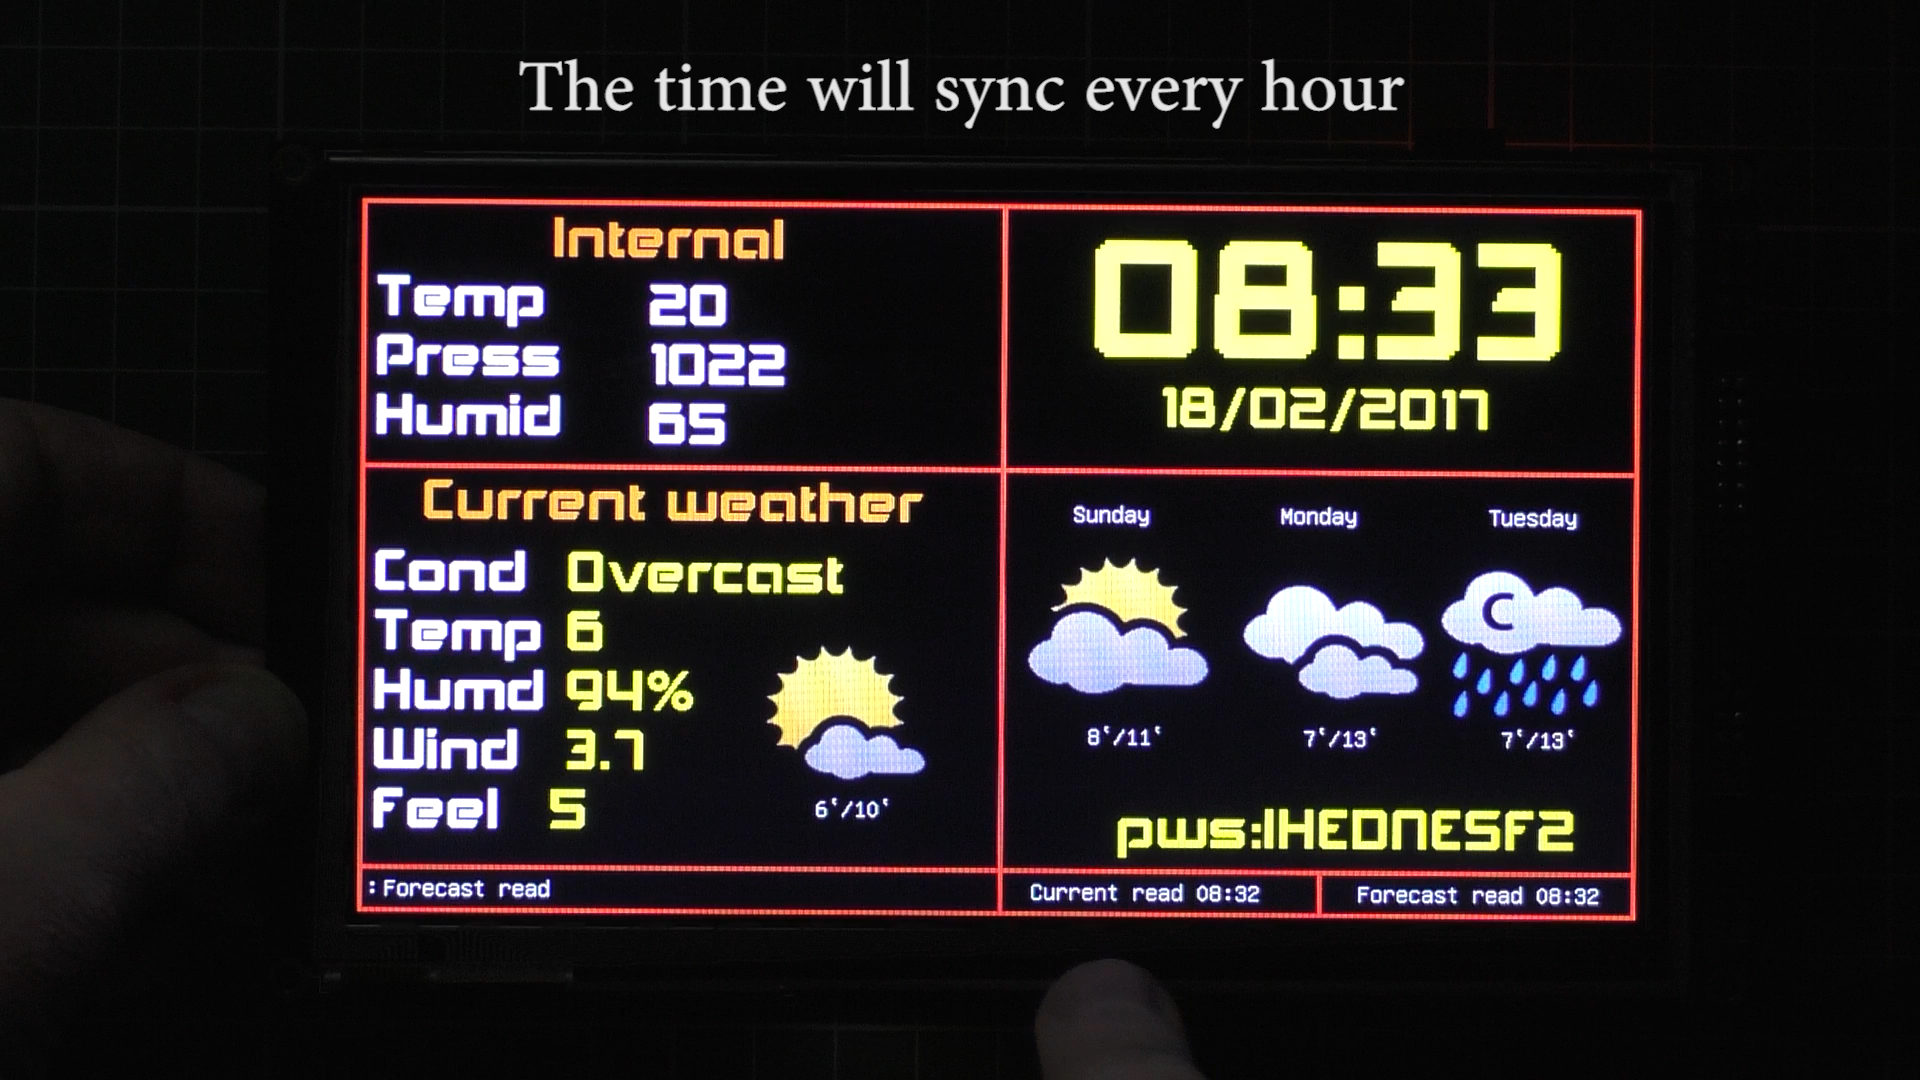 The time will sync every hour
Internal
Temp 20
Press 1022
Humid 65
08:33
18/02/2017
Current weather
Cond Overcast
Temp 6
Humd 94%
Wind 3.7
Feel 5
6°/10°
Sunday Monday Tuesday
C
8°/11° 7°/13° 7°/13°
pws:IHEDNESF2
:Forecast read
Current read 08:32
Forecast read 08:32